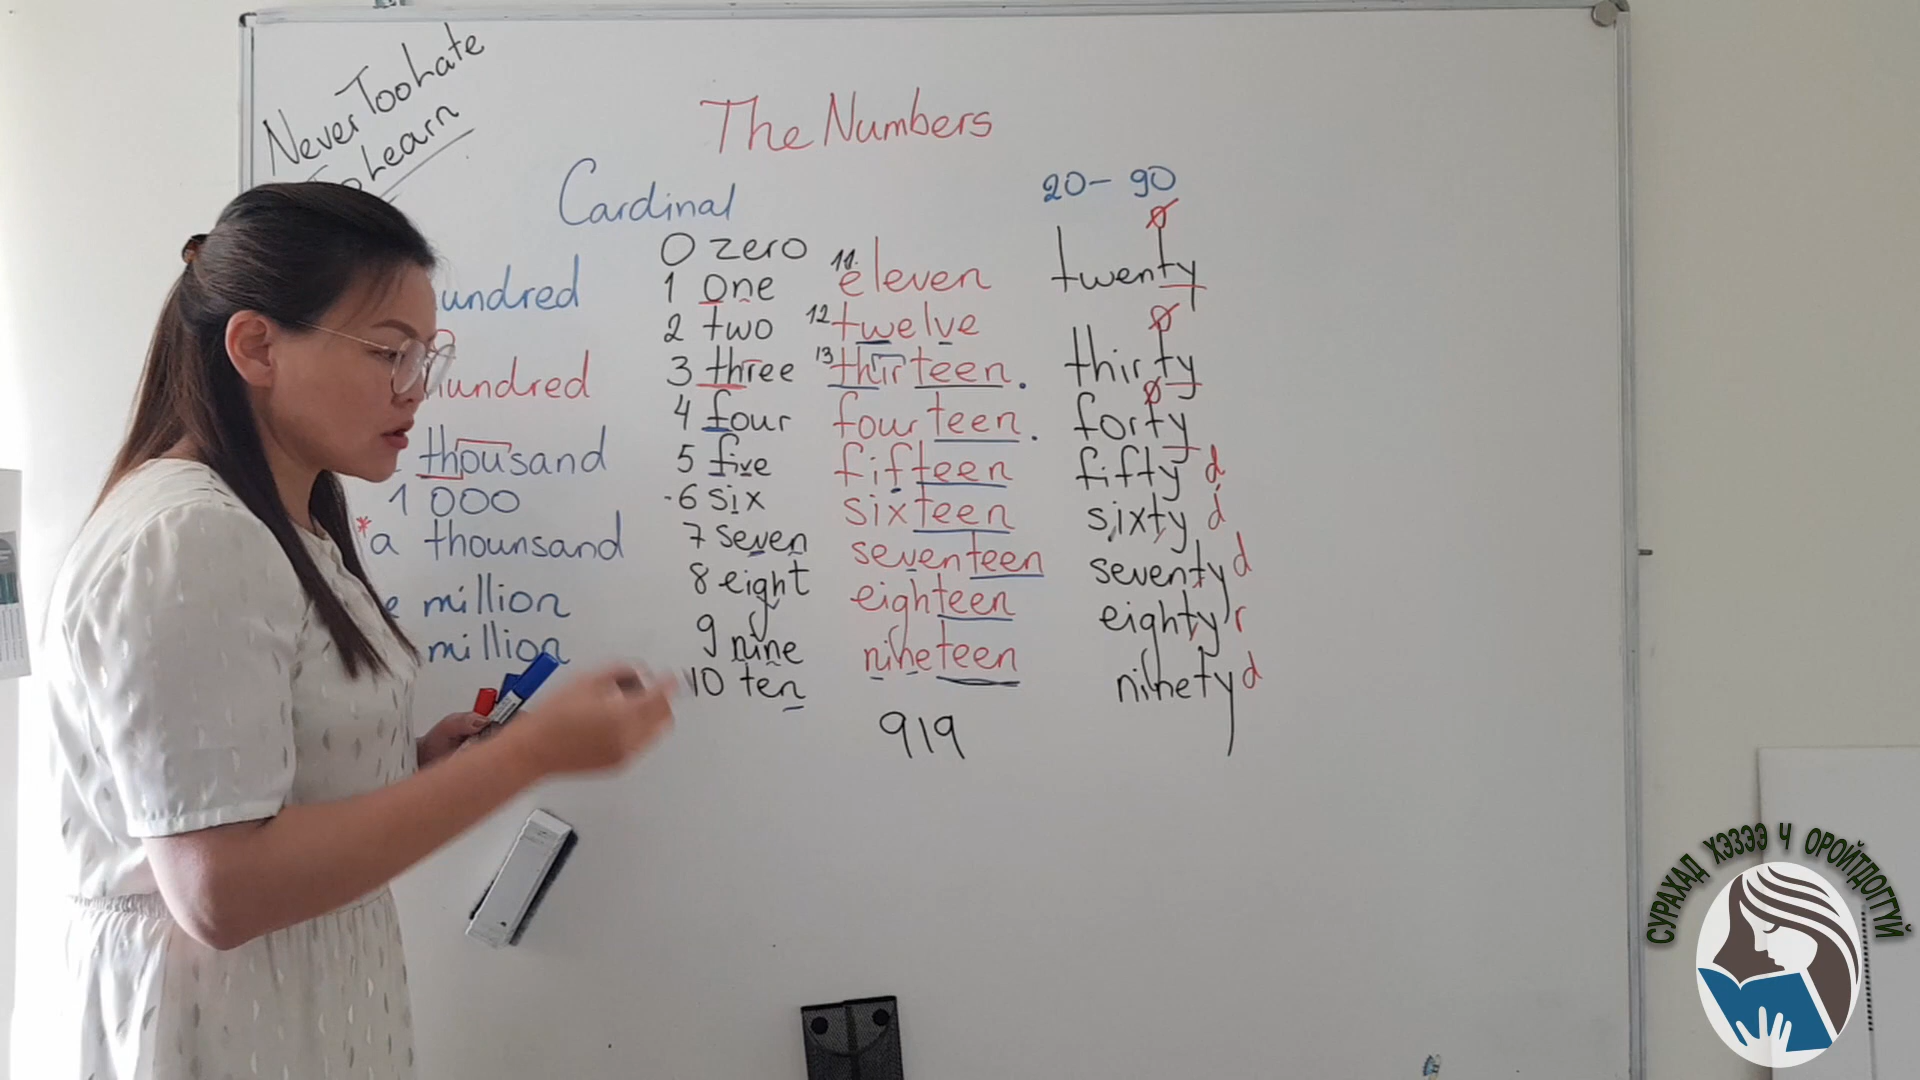 Never Too Late
To Learn
The Numbers
Cardinal
undred
hundred
thousand
1 000
*a thounsand
million
million
0 zero
1 one
2 two
3 three
4 four
5 five
6 six
7 seven
8 eight
9 nine
10 ten
11. eleven
12 twelve
13 thirteen.
fourteen.
fifteen
sixteen
seventeen
eighteen
nineteen
919
20 - 90
twenty
thirty
forty
fifty d
sixty d
seventy d
eighty r
ninety d
СУРАХАД ХЭЗЭЭ Ч ОРОЙТДОГГҮЙ